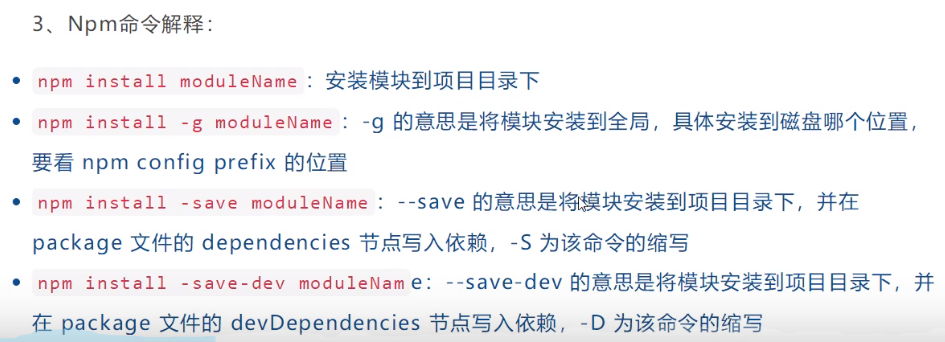 3、Npm命令解释：
npm install moduleName：安装模块到项目目录下
npm install -g moduleName：-g 的意思是将模块安装到全局，具体安装到磁盘哪个位置，
要看 npm config prefix 的位置
npm install -save moduleName：--save 的意思是将模块安装到项目目录下，并在
package 文件的 dependencies 节点写入依赖，-S 为该命令的缩写
npm install -save-dev moduleName：--save-dev 的意思是将模块安装到项目目录下，并
在 package 文件的 devDependencies 节点写入依赖，-D 为该命令的缩写